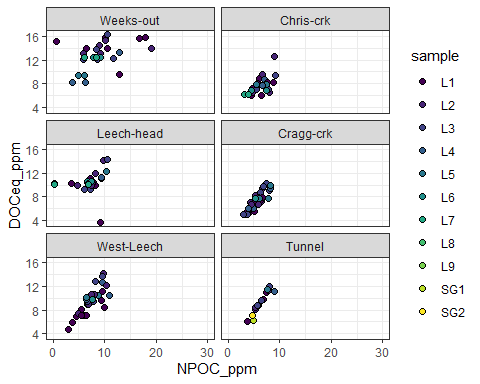 Weeks-out
Chris-crk
16
12
8
4
Leech-head
Cragg-crk
16
12
8
4
West-Leech
Tunnel
16
12
8
4
0
10
20
30
0
10
20
30
NPOC_ppm
DOCeq_ppm
sample
L1
L2
L3
L4
L5
L6
L7
L8
L9
SG1
SG2